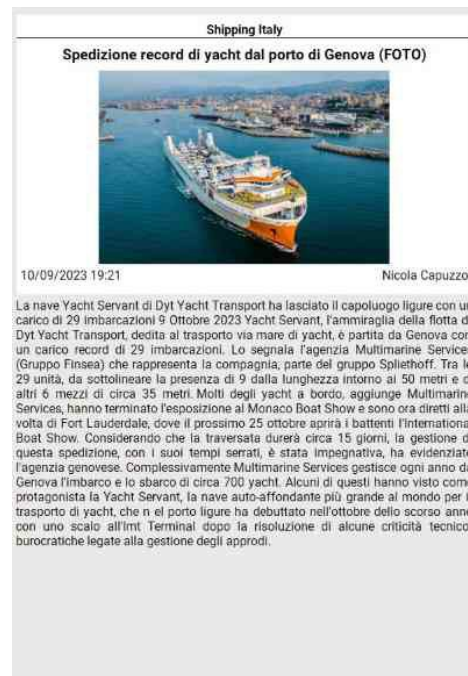 Shipping Italy
Spedizione record di yacht dal porto di Genova (FOTO)
10/09/2023 19:21 Nicola Capuzzo
La nave Yacht Servant di Dyt Yacht Transport ha lasciato il capoluogo ligure con un
carico di 29 imbarcazioni 9 Ottobre 2023 Yacht Servant, l'ammiraglia della flotta di
Dyt Yacht Transport, dedita al trasporto via mare di yacht, è partita da Genova con
un carico record di 29 imbarcazioni. Lo segnala l'agenzia Multimarine Services
(Gruppo Finsea) che rappresenta la compagnia, parte del gruppo Spliethoff. Tra le
29 unità, da sottolineare la presenza di 9 dalla lunghezza intorno ai 50 metri e
altri 6 mezzi di circa 35 metri. Molti degli yacht a bordo, aggiunge Multimarine
Services, hanno terminato l'esposizione al Monaco Boat Show e sono ora diretti alla
volta di Fort Lauderdale, dove il prossimo 25 ottobre aprirà i battenti l'International
Boat Show. Considerando che la traversata durerà circa 15 giorni, la gestione di
questa spedizione, con i suoi tempi serrati, è stata impegnativa, ha evidenziato
l'agenzia genovese. Complessivamente Multimarine Services gestisce ogni anno da
Genova l'imbarco e lo sbarco di circa 700 yacht. Alcuni di questi hanno visto come
protagonista la Yacht Servant, la nave auto-affondante più grande al mondo per
trasporto di yacht, che n el porto ligure ha debuttato nell'ottobre dello scorso anno
con uno scalo all'Imt Terminal dopo la risoluzione di alcune criticità tecnico-
burocratiche legate alla gestione degli approdi.